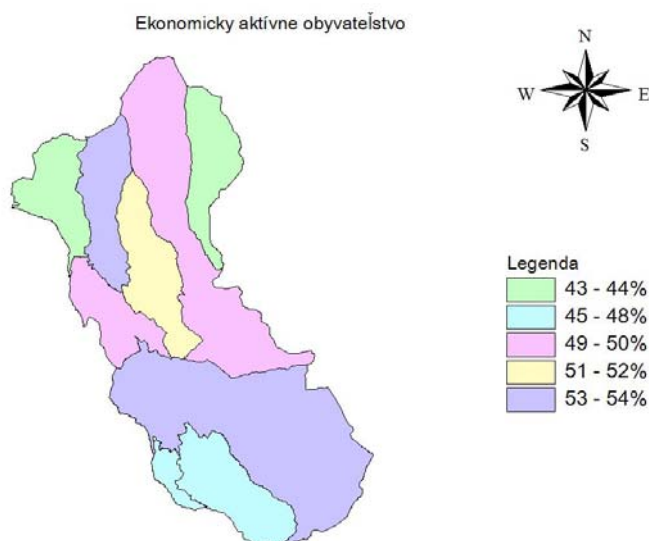 Ekonomicky aktívne obyvateľstvo
N
W E
S
Legenda
43 - 44%
45 - 48%
49 - 50%
51 - 52%
53 - 54%